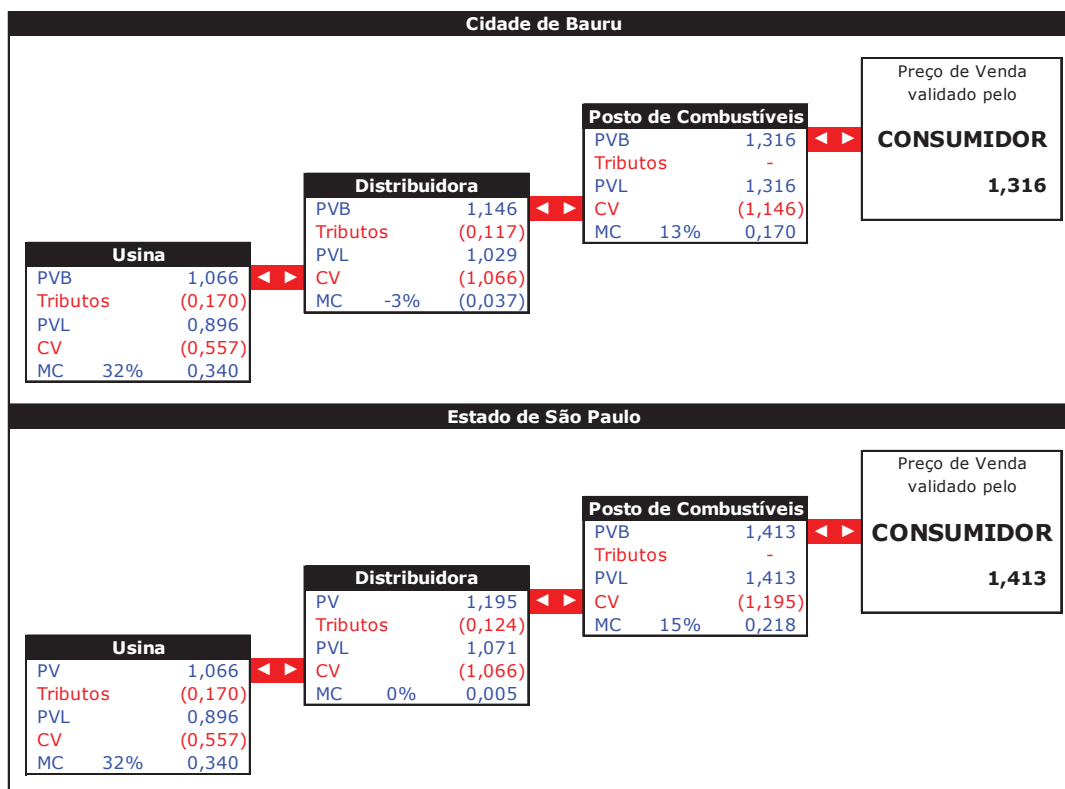 Cidade de Bauru
Usina
PVB 1,066
Tributos (0,170)
PVL 0,896
CV (0,557)
MC 32% 0,340
Distribuidora
PVB 1,146
Tributos (0,117)
PVL 1,029
CV (1,066)
MC -3% (0,037)
Posto de Combustíveis
PVB 1,316
Tributos -
PVL 1,316
CV (1,146)
MC 13% 0,170
Preço de Venda
validado pelo
CONSUMIDOR
1,316
Estado de São Paulo
Usina
PV 1,066
Tributos (0,170)
PVL 0,896
CV (0,557)
MC 32% 0,340
Distribuidora
PV 1,195
Tributos (0,124)
PVL 1,071
CV (1,066)
MC 0% 0,005
Posto de Combustíveis
PVB 1,413
Tributos -
PVL 1,413
CV (1,195)
MC 15% 0,218
Preço de Venda
validado pelo
CONSUMIDOR
1,413